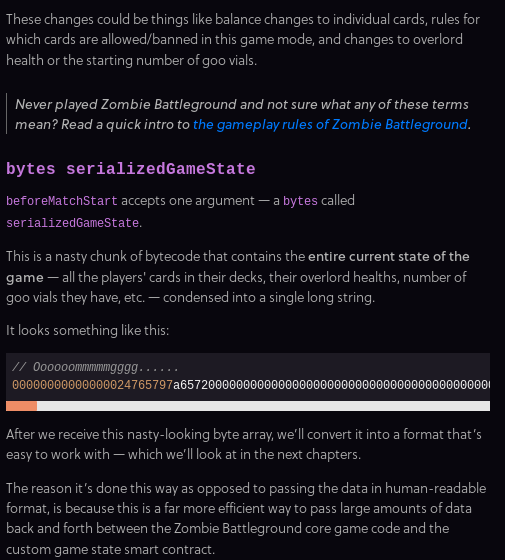 These changes could be things like balance changes to individual cards, rules for
which cards are allowed/banned in this game mode, and changes to overlord
health or the starting number of goo vials.
Never played Zombie Battleground and not sure what any of these terms
mean? Read a quick intro to the gameplay rules of Zombie Battleground.
bytes serializedGameState
beforeMatchStart accepts one argument — a bytes called
serializedGameState.
This is a nasty chunk of bytecode that contains the entire current state of the
game — all the players' cards in their decks, their overlord healths, number of
goo vials they have, etc. — condensed into a single long string.
It looks something like this:
// Oooooommmmmgggg......
00000000000000024765797a6572000000000000000000000000000000000000000000
After we receive this nasty-looking byte array, we'll convert it into a format that's
easy to work with — which we'll look at in the next chapters.
The reason it's done this way as opposed to passing the data in human-readable
format, is because this is a far more efficient way to pass large amounts of data
back and forth between the Zombie Battleground core game code and the
custom game state smart contract.